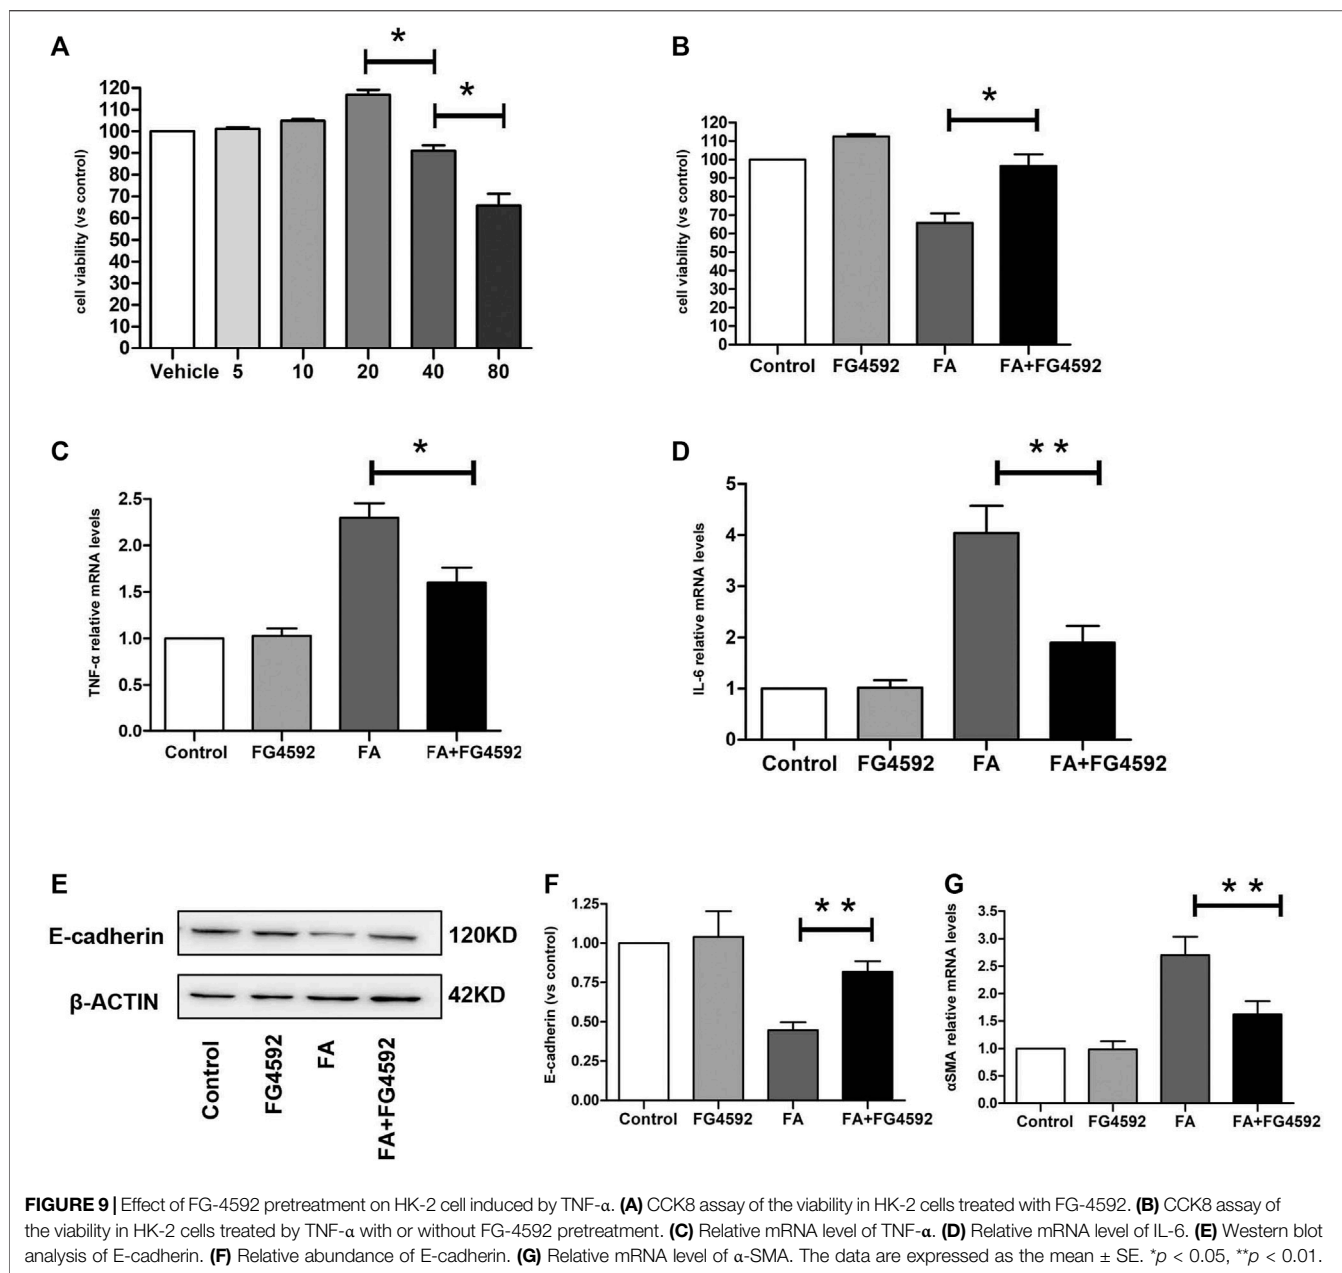 A
*
*
120
110
100
90
80
70
60
50
40
30
20
10
0
cell viability (vs control)
Vehicle 5 10 20 40 80
B
*
120
110
100
90
80
70
60
50
40
30
20
10
0
cell viability (vs control)
Control FG4592 FA FA+FG4592
C
*
2.5
2.0
1.5
1.0
0.5
0.0
TNF-α relative mRNA levels
Control FG4592 FA FA+FG4592
D
* *
5
4
3
2
1
0
IL-6 relative mRNA levels
Control FG4592 FA FA+FG4592
E
E-cadherin 120KD
β-ACTIN 42KD
Control FG4592 FA FA+FG4592
F
* *
1.25
1.00
0.75
0.50
0.25
0.00
E-cadherin (vs control)
Control FG4592 FA FA+FG4592
G
* *
3.5
3.0
2.5
2.0
1.5
1.0
0.5
0.0
αSMA relative mRNA levels
Control FG4592 FA FA+FG4592
FIGURE 9 | Effect of FG-4592 pretreatment on HK-2 cell induced by TNF-α. (A) CCK8 assay of the viability in HK-2 cells treated with FG-4592. (B) CCK8 assay of
the viability in HK-2 cells treated by TNF-α with or without FG-4592 pretreatment. (C) Relative mRNA level of TNF-α. (D) Relative mRNA level of IL-6. (E) Western blot
analysis of E-cadherin. (F) Relative abundance of E-cadherin. (G) Relative mRNA level of α-SMA. The data are expressed as the mean ± SE. *p < 0.05, **p < 0.01.